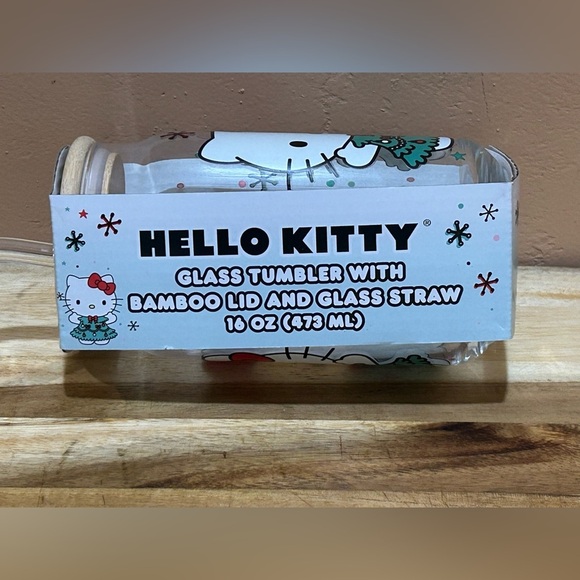 HELLO KITTY®
GLASS TUMBLER WITH
BAMBOO LID AND GLASS STRAW
16 OZ (473 ML)